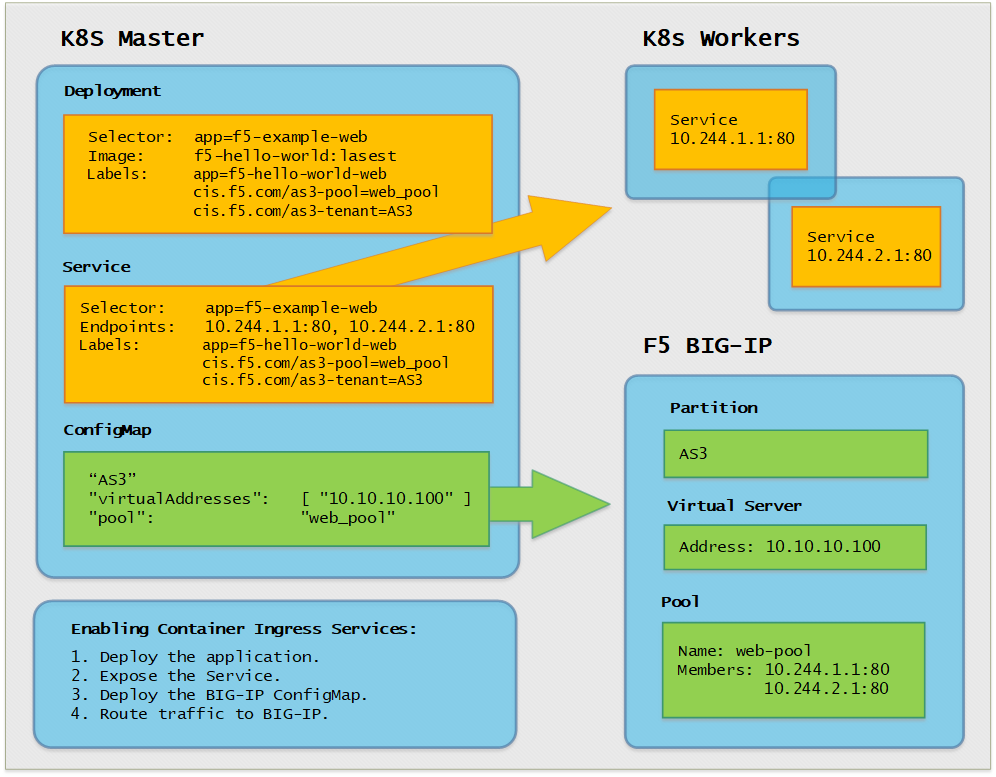 K8S Master
Deployment
Selector: app=f5-example-web
Image: f5-hello-world:lasest
Labels: app=f5-hello-world-web
cis.f5.com/as3-pool=web_pool
cis.f5.com/as3-tenant=AS3
Service
Selector: app=f5-example-web
Endpoints: 10.244.1.1:80, 10.244.2.1:80
Labels: app=f5-hello-world-web
cis.f5.com/as3-pool=web_pool
cis.f5.com/as3-tenant=AS3
ConfigMap
“AS3”
"virtualAddresses": [ "10.10.10.100" ]
"pool": "web_pool"
Enabling Container Ingress Services:
1. Deploy the application.
2. Expose the Service.
3. Deploy the BIG-IP ConfigMap.
4. Route traffic to BIG-IP.
K8s Workers
Service
10.244.1.1:80
Service
10.244.2.1:80
F5 BIG-IP
Partition
AS3
Virtual Server
Address: 10.10.10.100
Pool
Name: web-pool
Members: 10.244.1.1:80
10.244.2.1:80